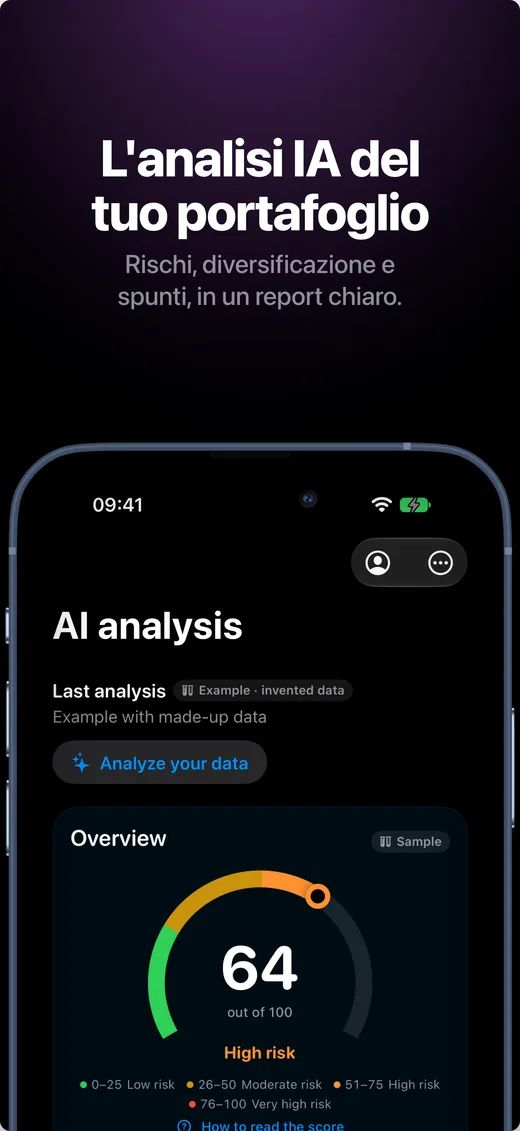 L'analisi IA del
tuo portafoglio
Rischi, diversificazione e
spunti, in un report chiaro.
09:41
AI analysis
Last analysis Example · invented data
Example with made-up data
Analyze your data
Overview Sample
64
out of 100
High risk
0–25 Low risk 26–50 Moderate risk 51–75 High risk
76–100 Very high risk
How to read the score